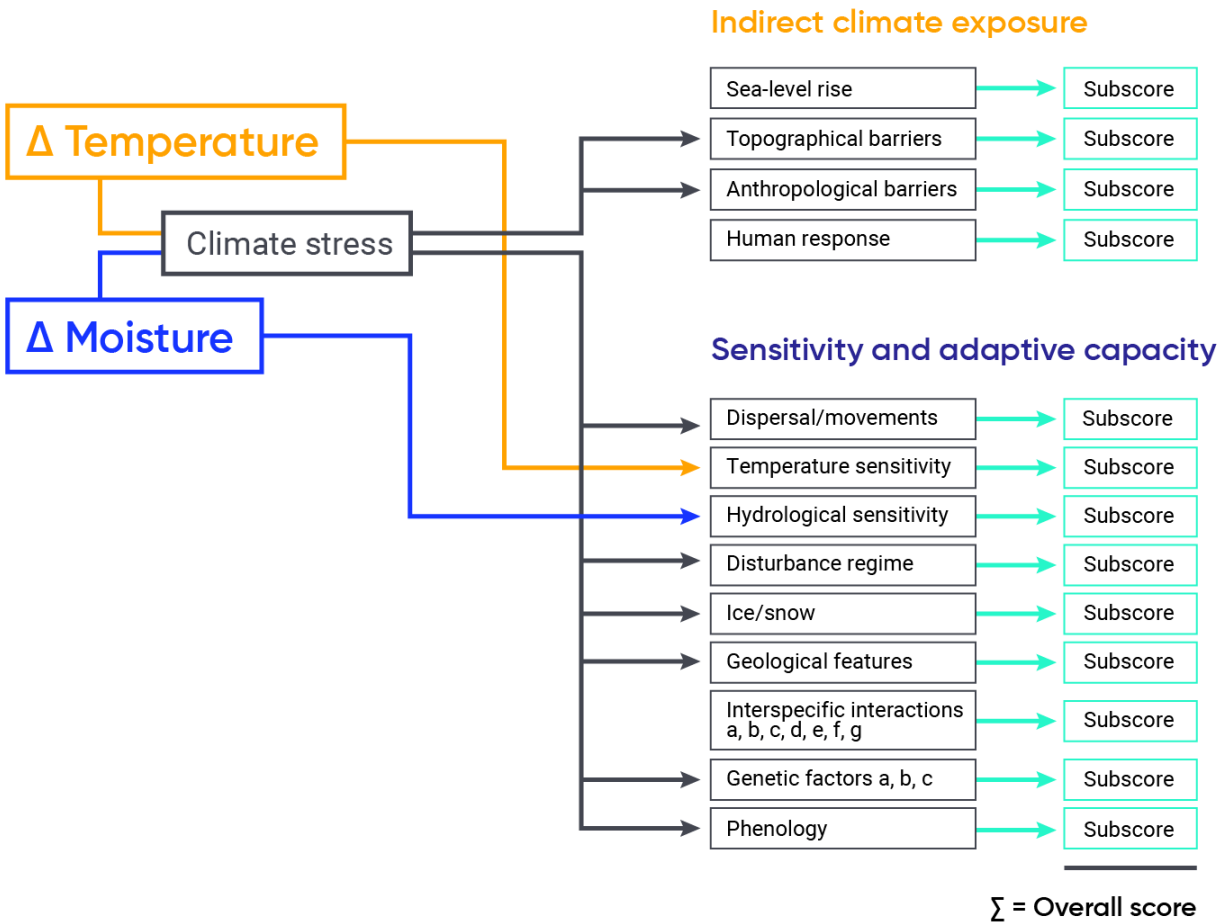 Indirect climate exposure
Sea-level rise
Subscore
Δ Temperature
Topographical barriers
Subscore
Anthropological barriers
Subscore
Climate stress
Human response
Subscore
Δ Moisture
Sensitivity and adaptive capacity
Dispersal/movements
Subscore
Temperature sensitivity
Subscore
Hydrological sensitivity
Subscore
Disturbance regime
Subscore
Ice/snow
Subscore
Geological features
Subscore
Interspecific interactions
a, b, c, d, e, f, g
Subscore
Genetic factors a, b, c
Subscore
Phenology
Subscore
∑ = Overall score